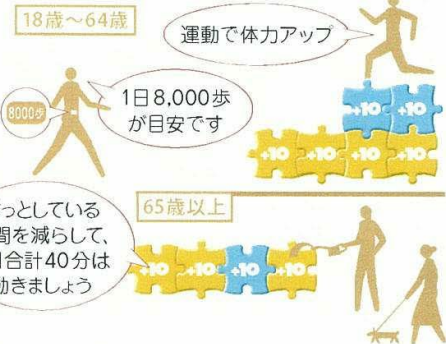 18歳〜64歳
運動で体力アップ
8000歩
1日8,000歩
が目安です
+10 +10
+10 +10 +10 +10
っとしている
間を減らして、
合計40分は
動きましょう
65歳以上
+10 +10 +10 +10